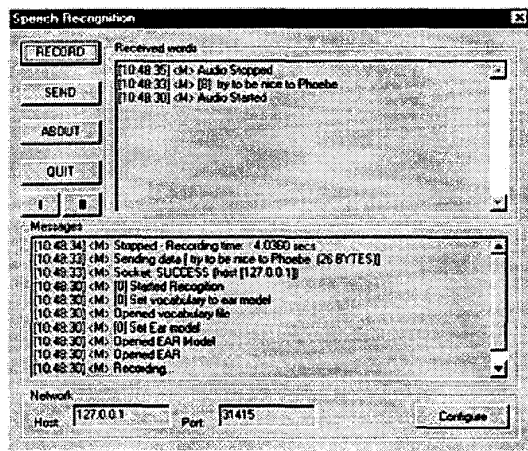 Speech Recognition
RECORD
SEND
ABOUT
QUIT
Received words
[10:48:35] <M> Audio Stopped
[10:48:33] <M> [8] try to be nice to Phoebe
[10:48:30] <M> Audio Started
Messages
[10:48:34] <M> Stopped - Recording time: 4.0360 secs
[10:48:33] <M> Sending data [ try to be nice to Phoebe (26 BYTES)]
[10:48:33] <M> Socket: SUCCESS (host [127.0.0.1])
[10:48:30] <M> [0] Started Recogition
[10:48:30] <M> [0] Set vocabulary to ear model
[10:48:30] <M> Opened vocabulary file
[10:48:30] <M> [0] Set Ear model
[10:48:30] <M> Opened EAR Model
[10:48:30] <M> Opened EAR
[10:48:30] <M> Recording...
Network
Host 127.0.0.1 Port 31415 Configure